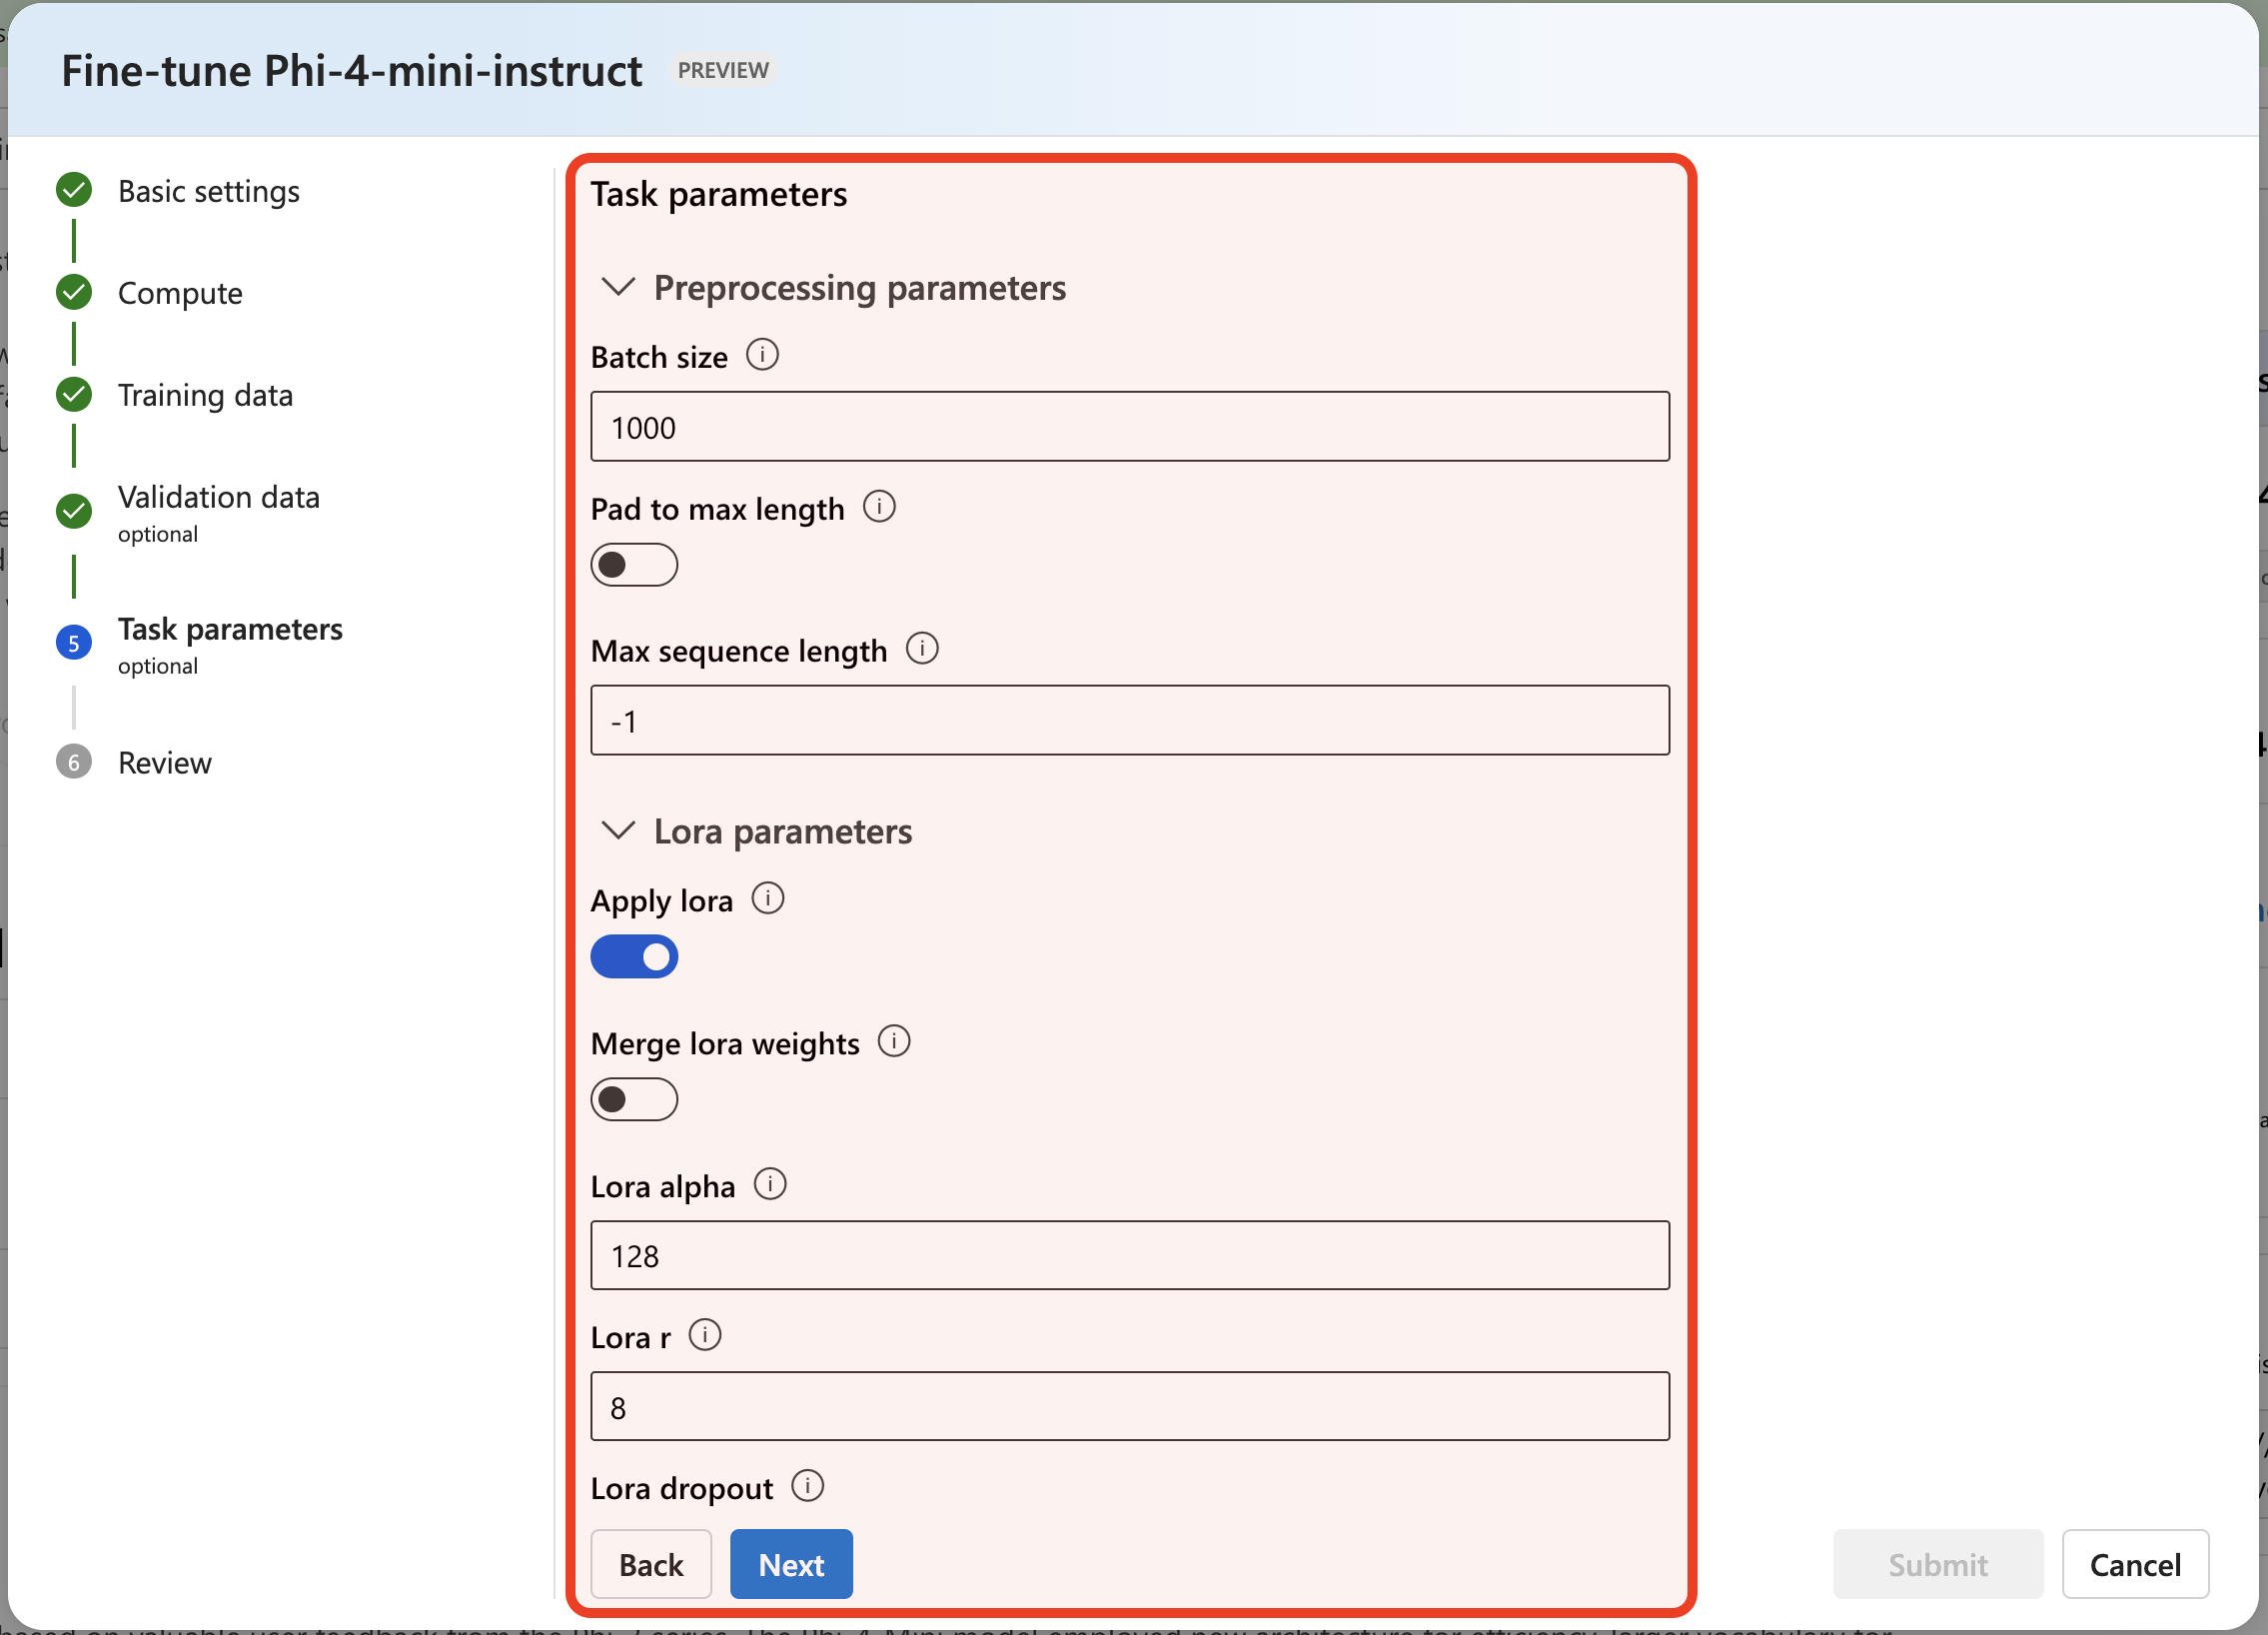 Fine-tune Phi-4-mini-instruct PREVIEW
Basic settings
Compute
Training data
Validation data
optional
5 Task parameters
optional
6 Review
Task parameters
Preprocessing parameters
Batch size
1000
Pad to max length
Max sequence length
-1
Lora parameters
Apply lora
Merge lora weights
Lora alpha
128
Lora r
8
Lora dropout
Back Next
Submit Cancel